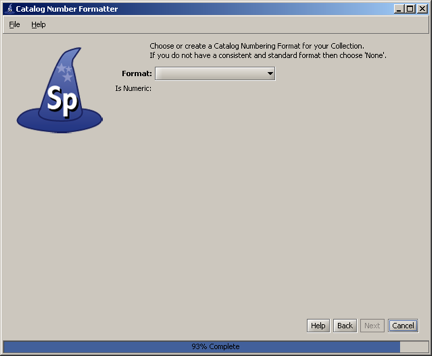 Catalog Number Formatter
File Help
Choose or create a Catalog Numbering Format for your Collection.
If you do not have a consistent and standard format then choose 'None'.
Format:
Is Numeric:
Sp
Help Back Next Cancel
93% Complete